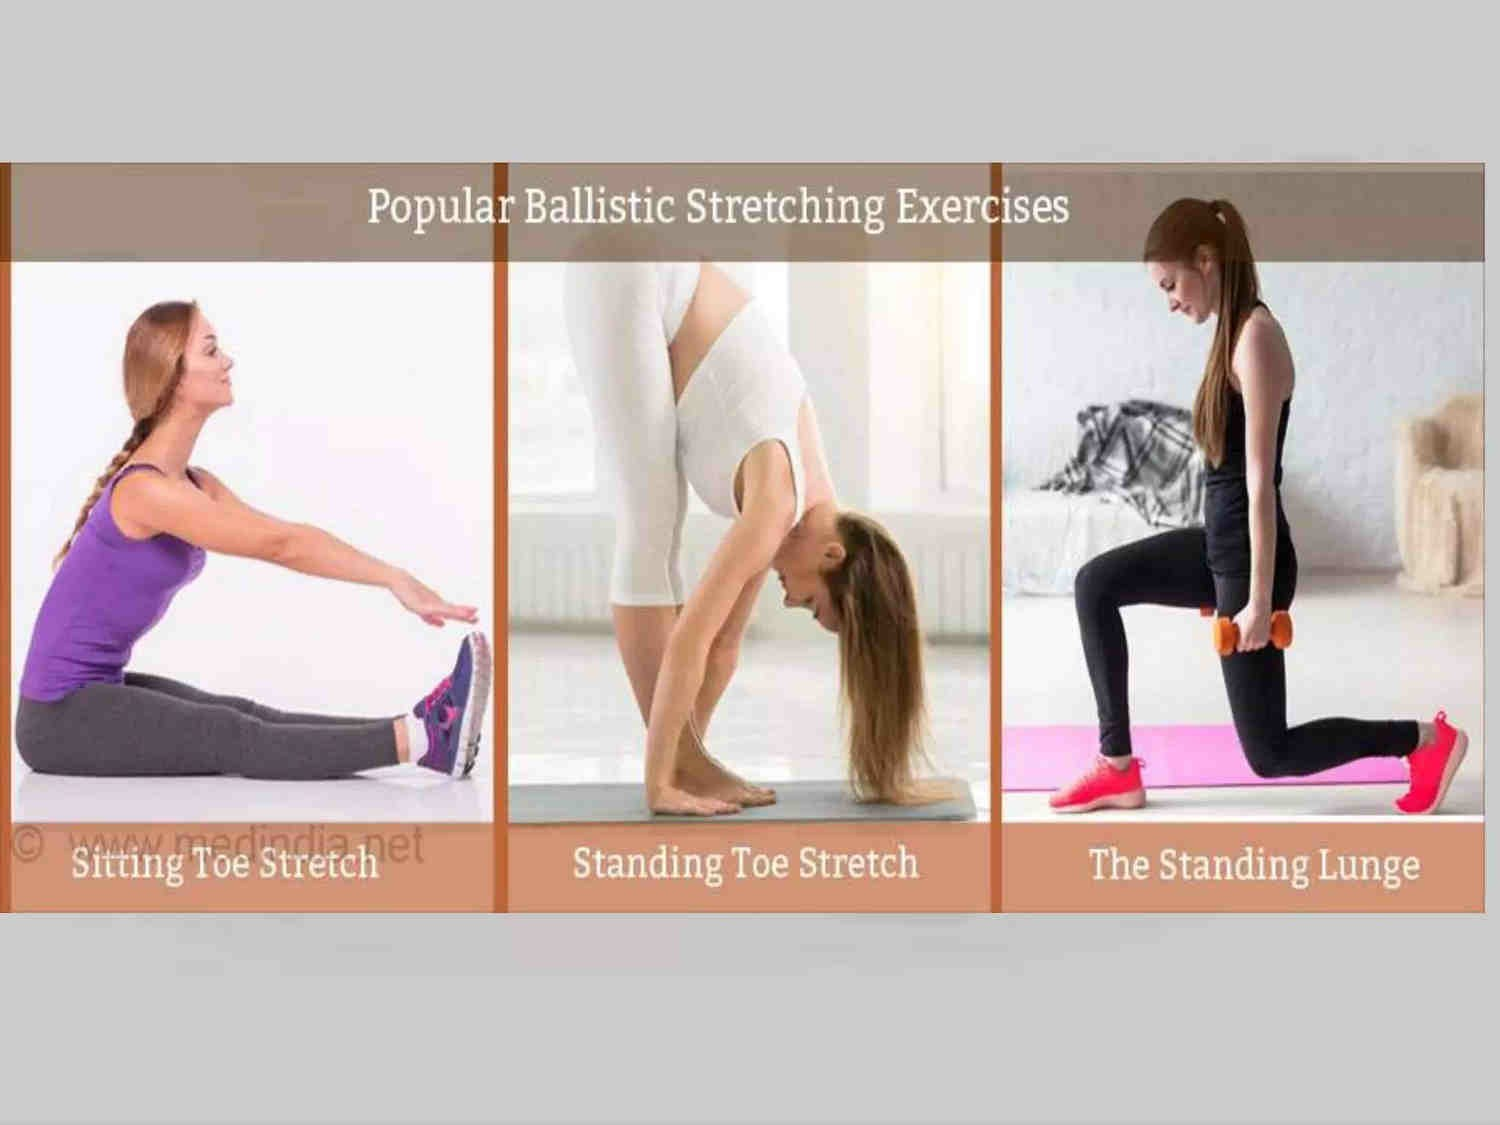 Popular Ballistic Stretching Exercises
© www.medindia.net
Sitting Toe Stretch
Standing Toe Stretch
The Standing Lunge